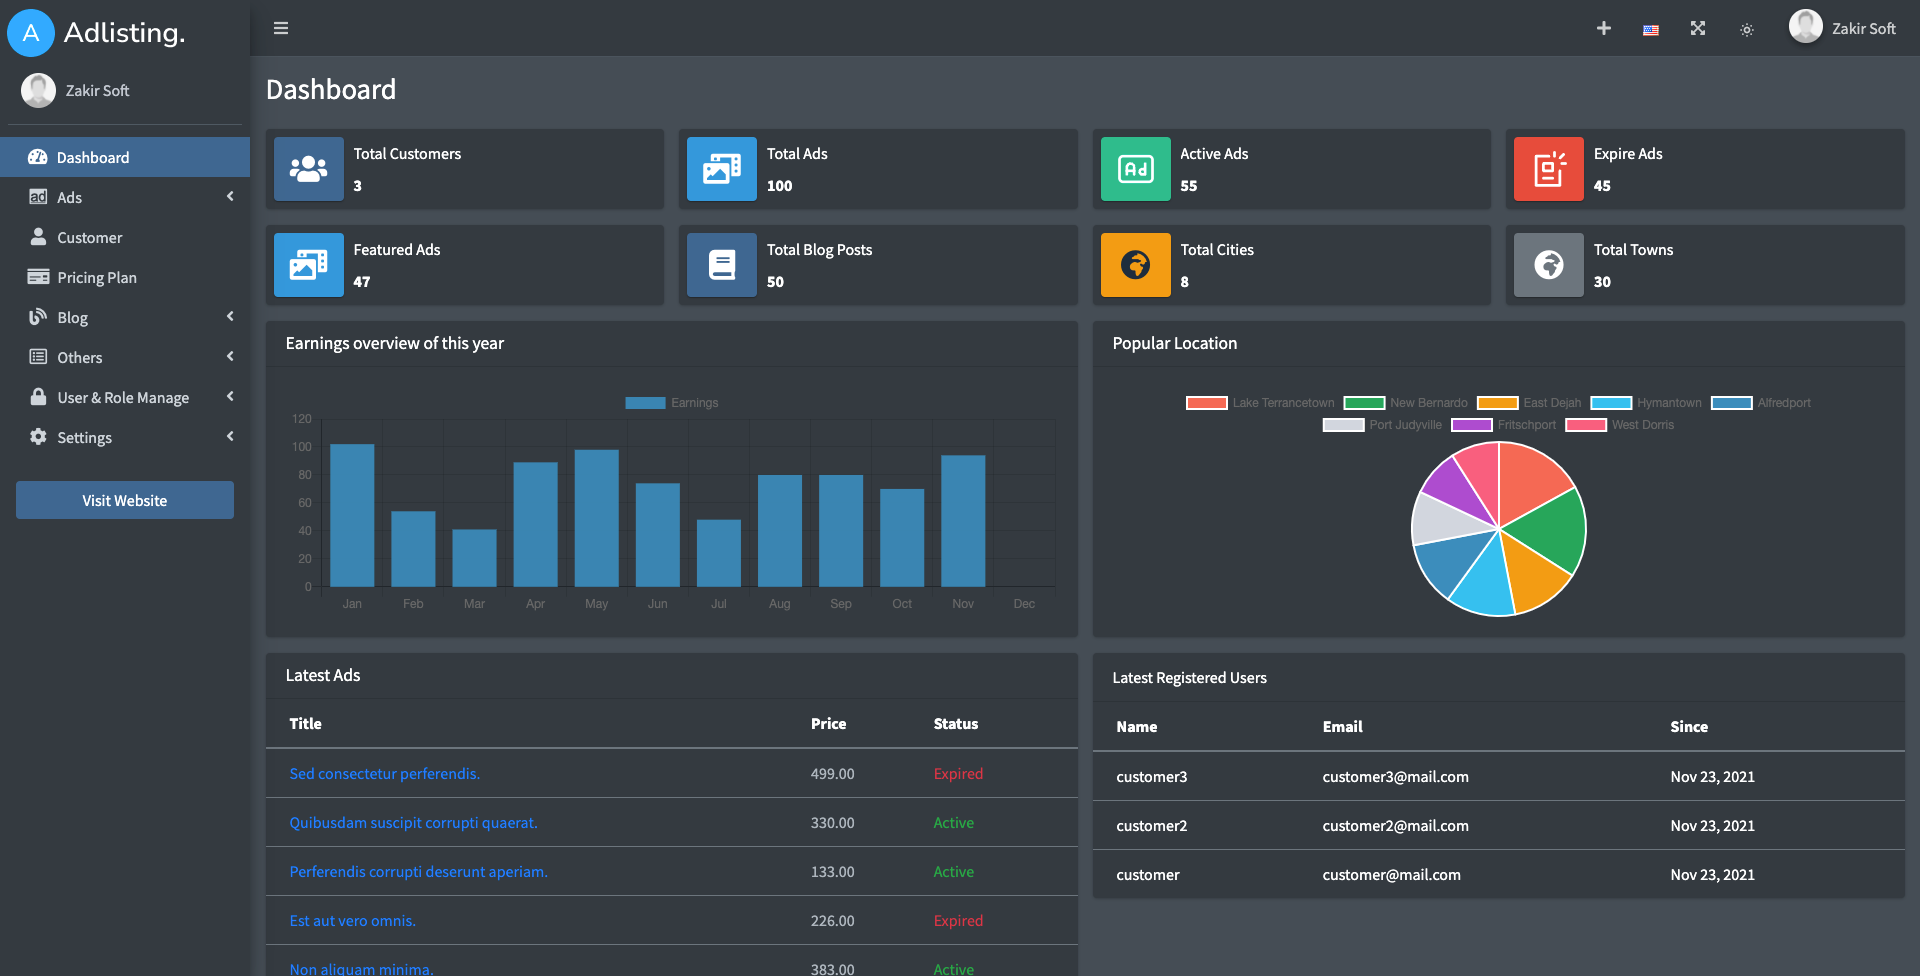 A Adlisting.
Zakir Soft
Dashboard
Ads
Customer
Pricing Plan
Blog
Others
User & Role Manage
Settings
Visit Website
Zakir Soft
Dashboard
Total Customers
3
Total Ads
100
Ad
Active Ads
55
Expire Ads
45
Featured Ads
47
Total Blog Posts
50
Total Cities
8
Total Towns
30
Earnings overview of this year
Earnings
120
100
80
60
40
20
0
Jan Feb Mar Apr May Jun Jul Aug Sep Oct Nov Dec
Popular Location
Lake Terrancetown New Bernardo East Dejah Hymantown Alfredport
Port Judyville Fritschport West Dorris
Latest Ads
Title Price Status
Sed consectetur perferendis. 499.00 Expired
Quibusdam suscipit corrupti quaerat. 330.00 Active
Perferendis corrupti deserunt aperiam. 133.00 Active
Est aut vero omnis. 226.00 Expired
Non aliquam minima. 383.00 Active
Latest Registered Users
Name Email Since
customer3 customer3@mail.com Nov 23, 2021
customer2 customer2@mail.com Nov 23, 2021
customer customer@mail.com Nov 23, 2021